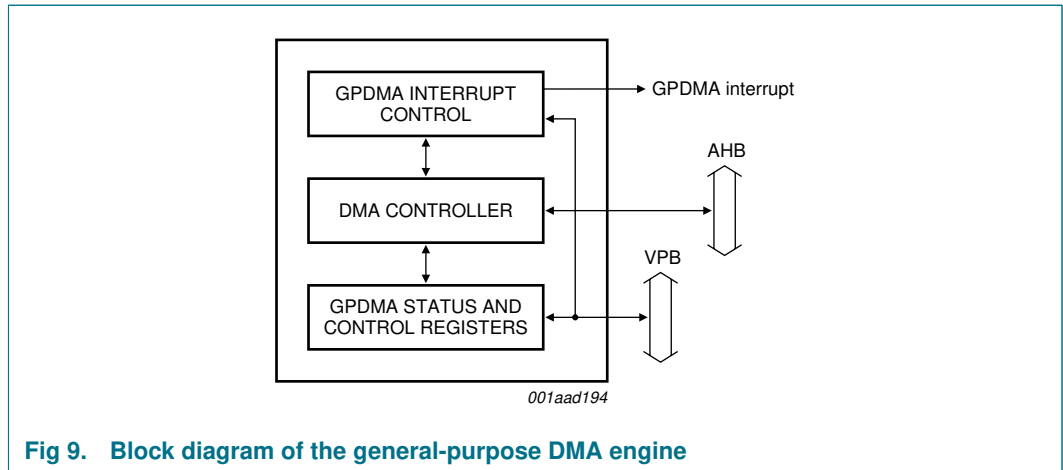 GPDMA INTERRUPT
CONTROL
GPDMA interrupt
AHB
DMA CONTROLLER
VPB
GPDMA STATUS AND
CONTROL REGISTERS
001aad194
Fig 9. Block diagram of the general-purpose DMA engine